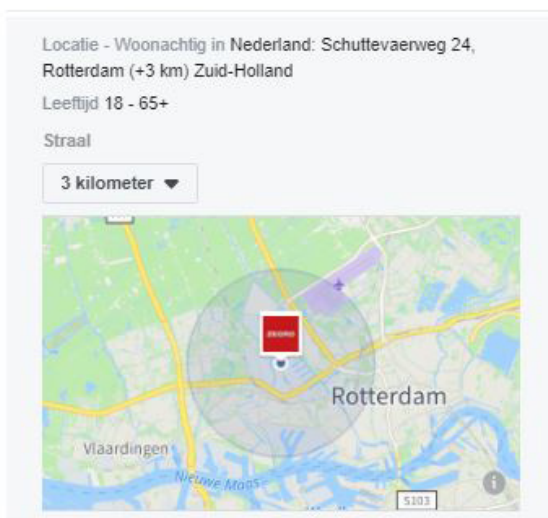 Locatie - Woonachtig in Nederland: Schuttevaerweg 24,
Rotterdam (+3 km) Zuid-Holland
Leeftijd 18 - 65+
Straal
3 kilometer
Rotterdam
Vlaardingen
Nieuwe Maas
S103